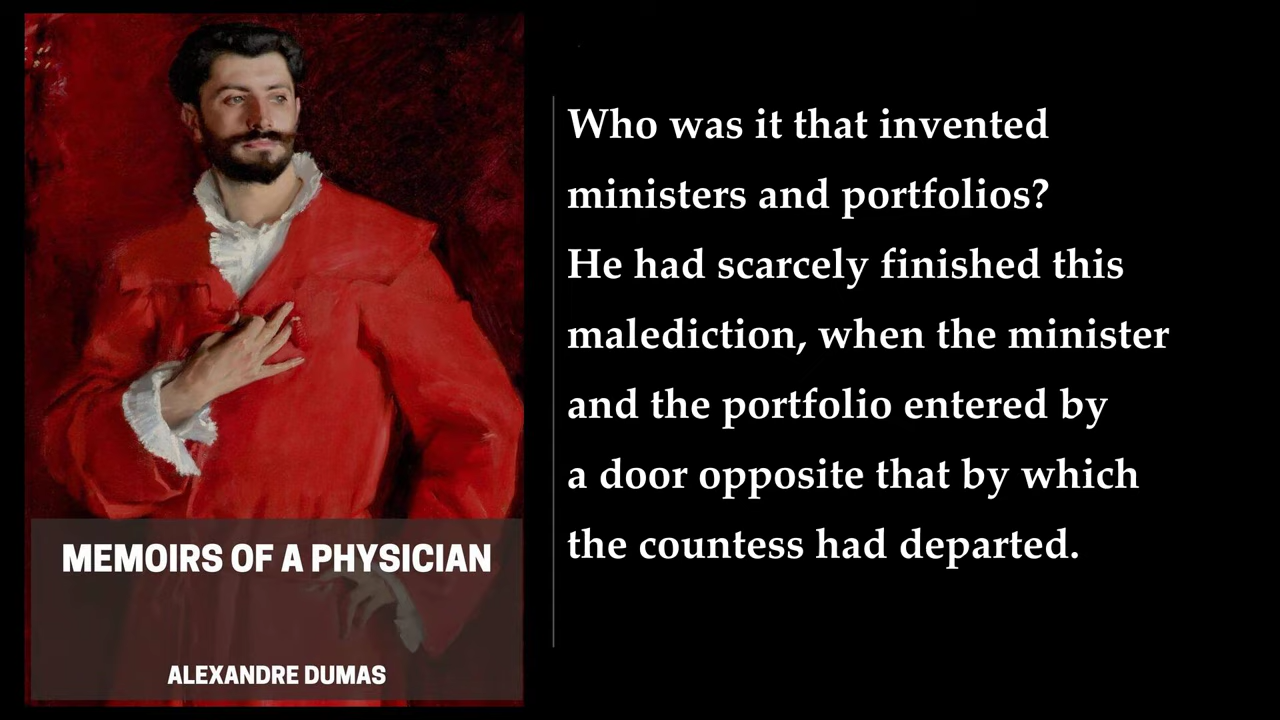 MEMOIRS OF A PHYSICIAN
ALEXANDRE DUMAS
Who was it that invented
ministers and portfolios?
He had scarcely finished this
malediction, when the minister
and the portfolio entered by
a door opposite that by which
the countess had departed.